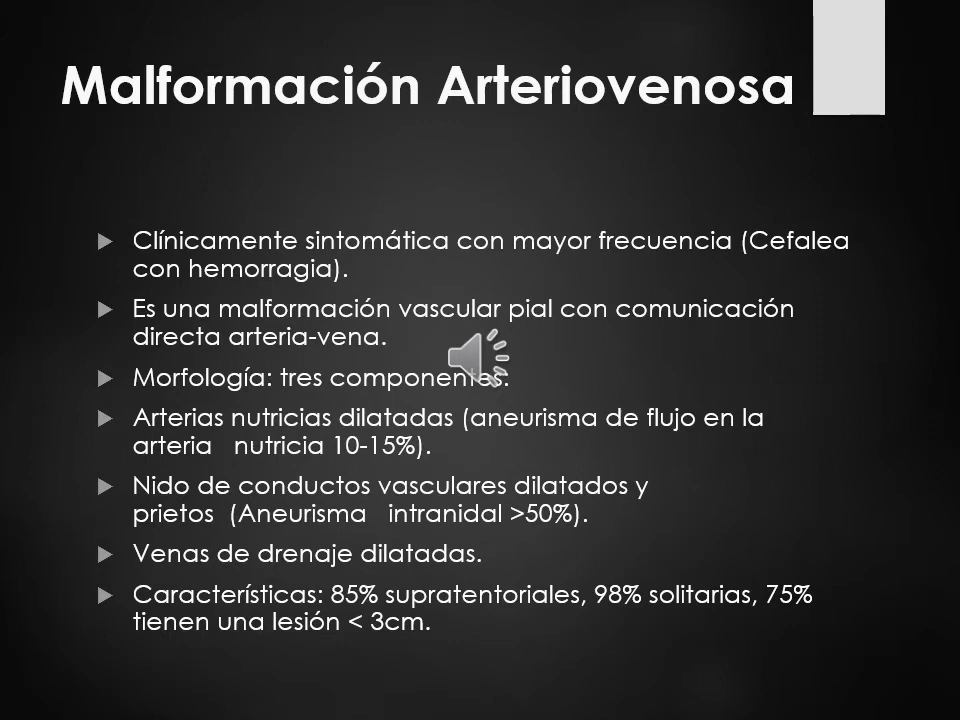 Malformación Arteriovenosa
Clínicamente sintomática con mayor frecuencia (Cefalea
con hemorragia).
Es una malformación vascular pial con comunicación
directa arteria-vena.
Morfología: tres componentes:
Arterias nutricias dilatadas (aneurisma de flujo en la
arteria   nutricia 10-15%).
Nido de conductos vasculares dilatados y
prietos  (Aneurisma   intranidal >50%).
Venas de drenaje dilatadas.
Características: 85% supratentoriales, 98% solitarias, 75%
tienen una lesión < 3cm.